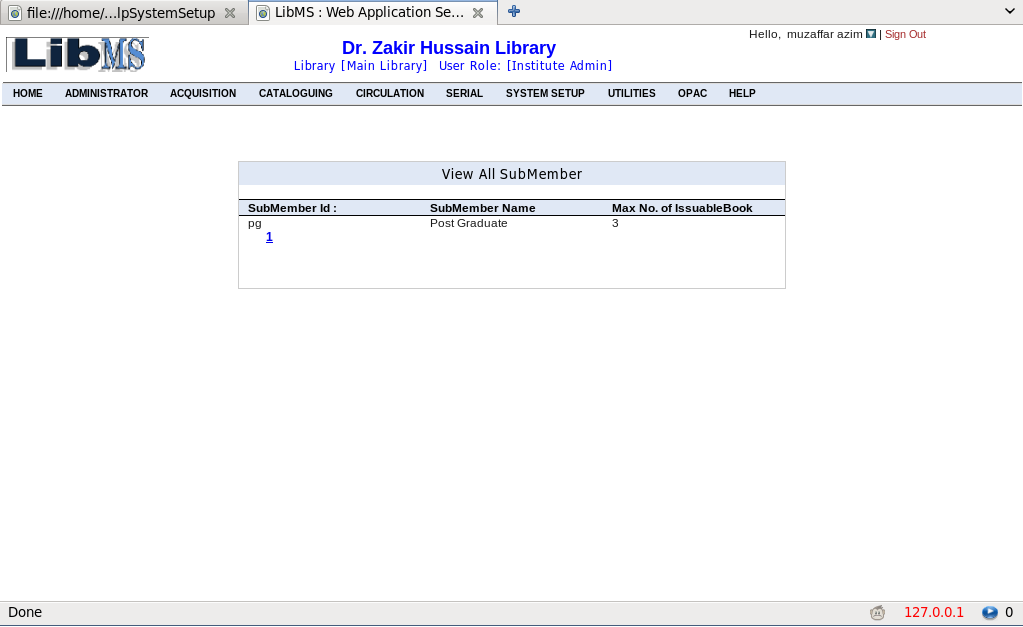 file:///home/...lpSystemSetup
LibMS : Web Application Se...
LibMS
Dr. Zakir Hussain Library
Library [Main Library] User Role: [Institute Admin]
Hello, muzaffar azim | Sign Out
HOME ADMINISTRATOR ACQUISITION CATALOGUING CIRCULATION SERIAL SYSTEM SETUP UTILITIES OPAC HELP
View All SubMember
SubMember Id : SubMember Name Max No. of IssuableBook
pg Post Graduate 3
1
Done 127.0.0.1 0